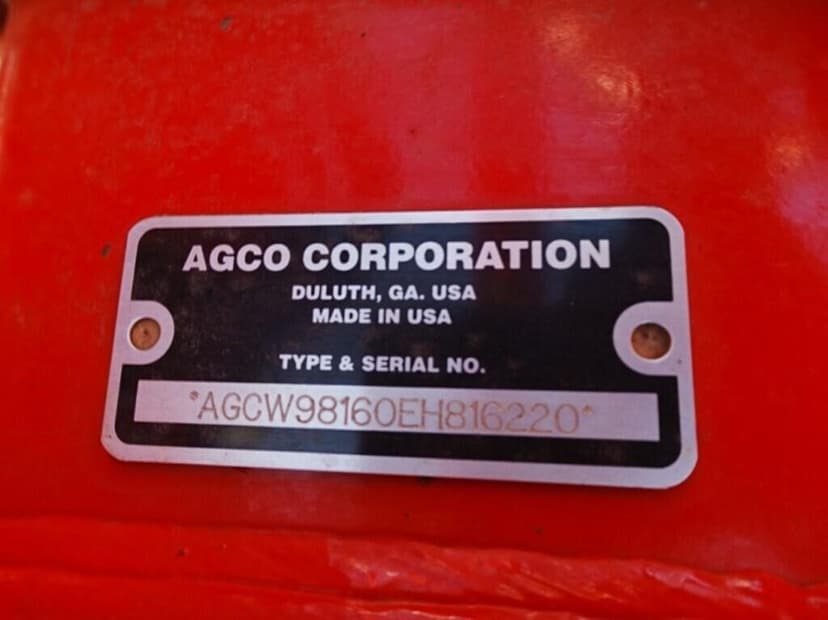 AGCO CORPORATION
DULUTH, GA. USA
MADE IN USA
TYPE & SERIAL NO.
*AGCW98160EH816220*